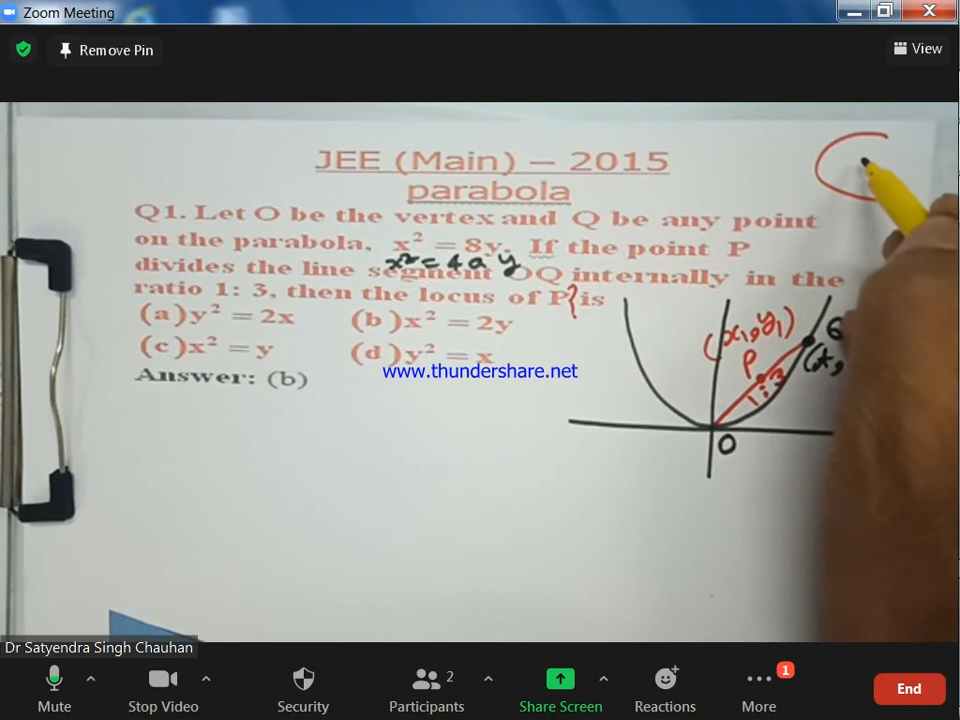 Zoom Meeting
Remove Pin
View
JEE (Main) – 2015
parabola
Q1. Let O be the vertex and Q be any point
on the parabola, x² = 8y. If the point P
x² = 4ay
divides the line segment OQ internally in the
ratio 1: 3, then the locus of P is
(a) y² = 2x (b) x² = 2y
(c) x² = y (d) y² = x
Answer: (b)
www.thundershare.net
(x₁, y₁)
P
1:3
O
Dr Satyendra Singh Chauhan
Mute
Stop Video
Security
Participants
2
Share Screen
Reactions
More
1
End